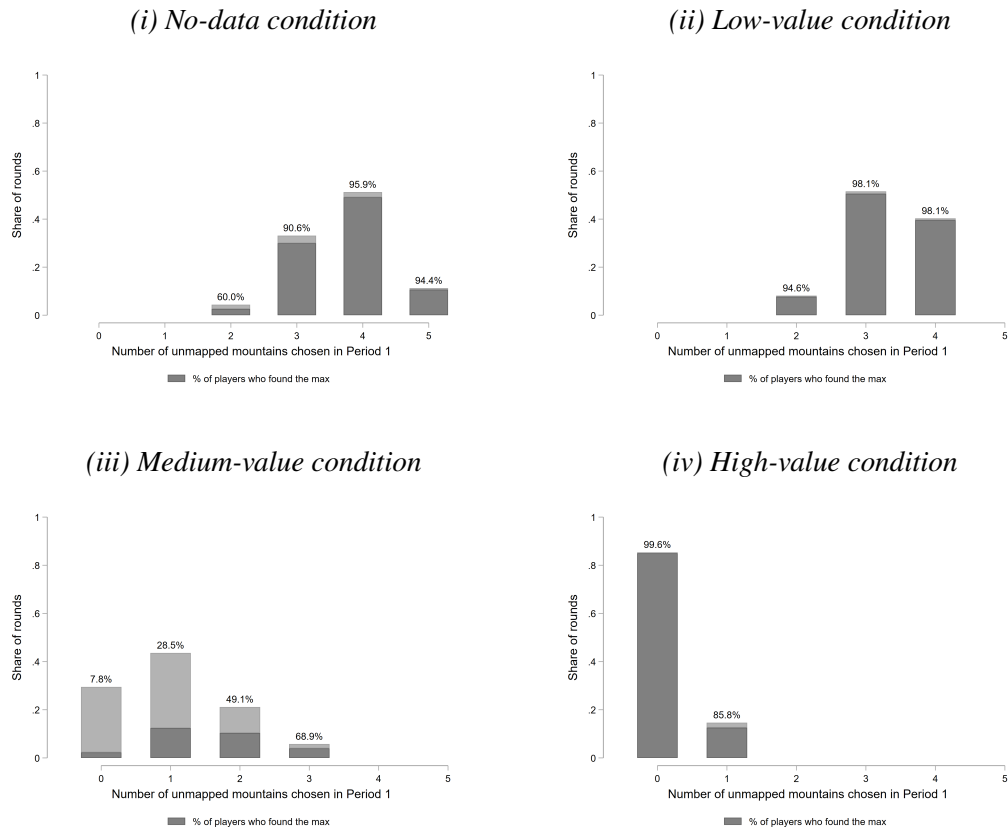 (i) No-data condition
1
.8
.6
.4
.2
0
Share of rounds
60.0%
90.6%
95.9%
94.4%
0 1 2 3 4 5
Number of unmapped mountains chosen in Period 1
% of players who found the max
(ii) Low-value condition
1
.8
.6
.4
.2
0
Share of rounds
94.6%
98.1%
98.1%
0 1 2 3 4 5
Number of unmapped mountains chosen in Period 1
% of players who found the max
(iii) Medium-value condition
1
.8
.6
.4
.2
0
Share of rounds
7.8%
28.5%
49.1%
68.9%
0 1 2 3 4 5
Number of unmapped mountains chosen in Period 1
% of players who found the max
(iv) High-value condition
1
.8
.6
.4
.2
0
Share of rounds
99.6%
85.8%
0 1 2 3 4 5
Number of unmapped mountains chosen in Period 1
% of players who found the max